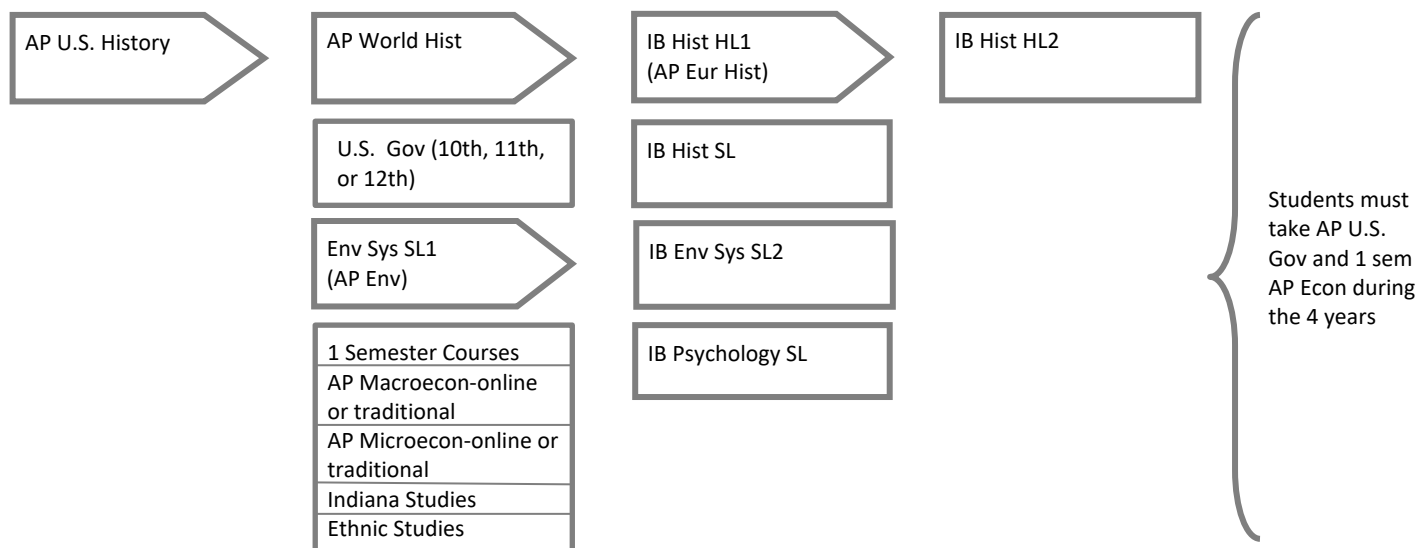 AP U.S. History
AP World Hist
IB Hist HL1
(AP Eur Hist)
IB Hist HL2
U.S.  Gov (10th, 11th,
or 12th)
IB Hist SL
Env Sys SL1
(AP Env)
IB Env Sys SL2
1 Semester Courses
AP Macroecon-online
or traditional
AP Microecon-online or
traditional
Indiana Studies
Ethnic Studies
IB Psychology SL
Students must
take AP U.S.
Gov and 1 sem
AP Econ during
the 4 years